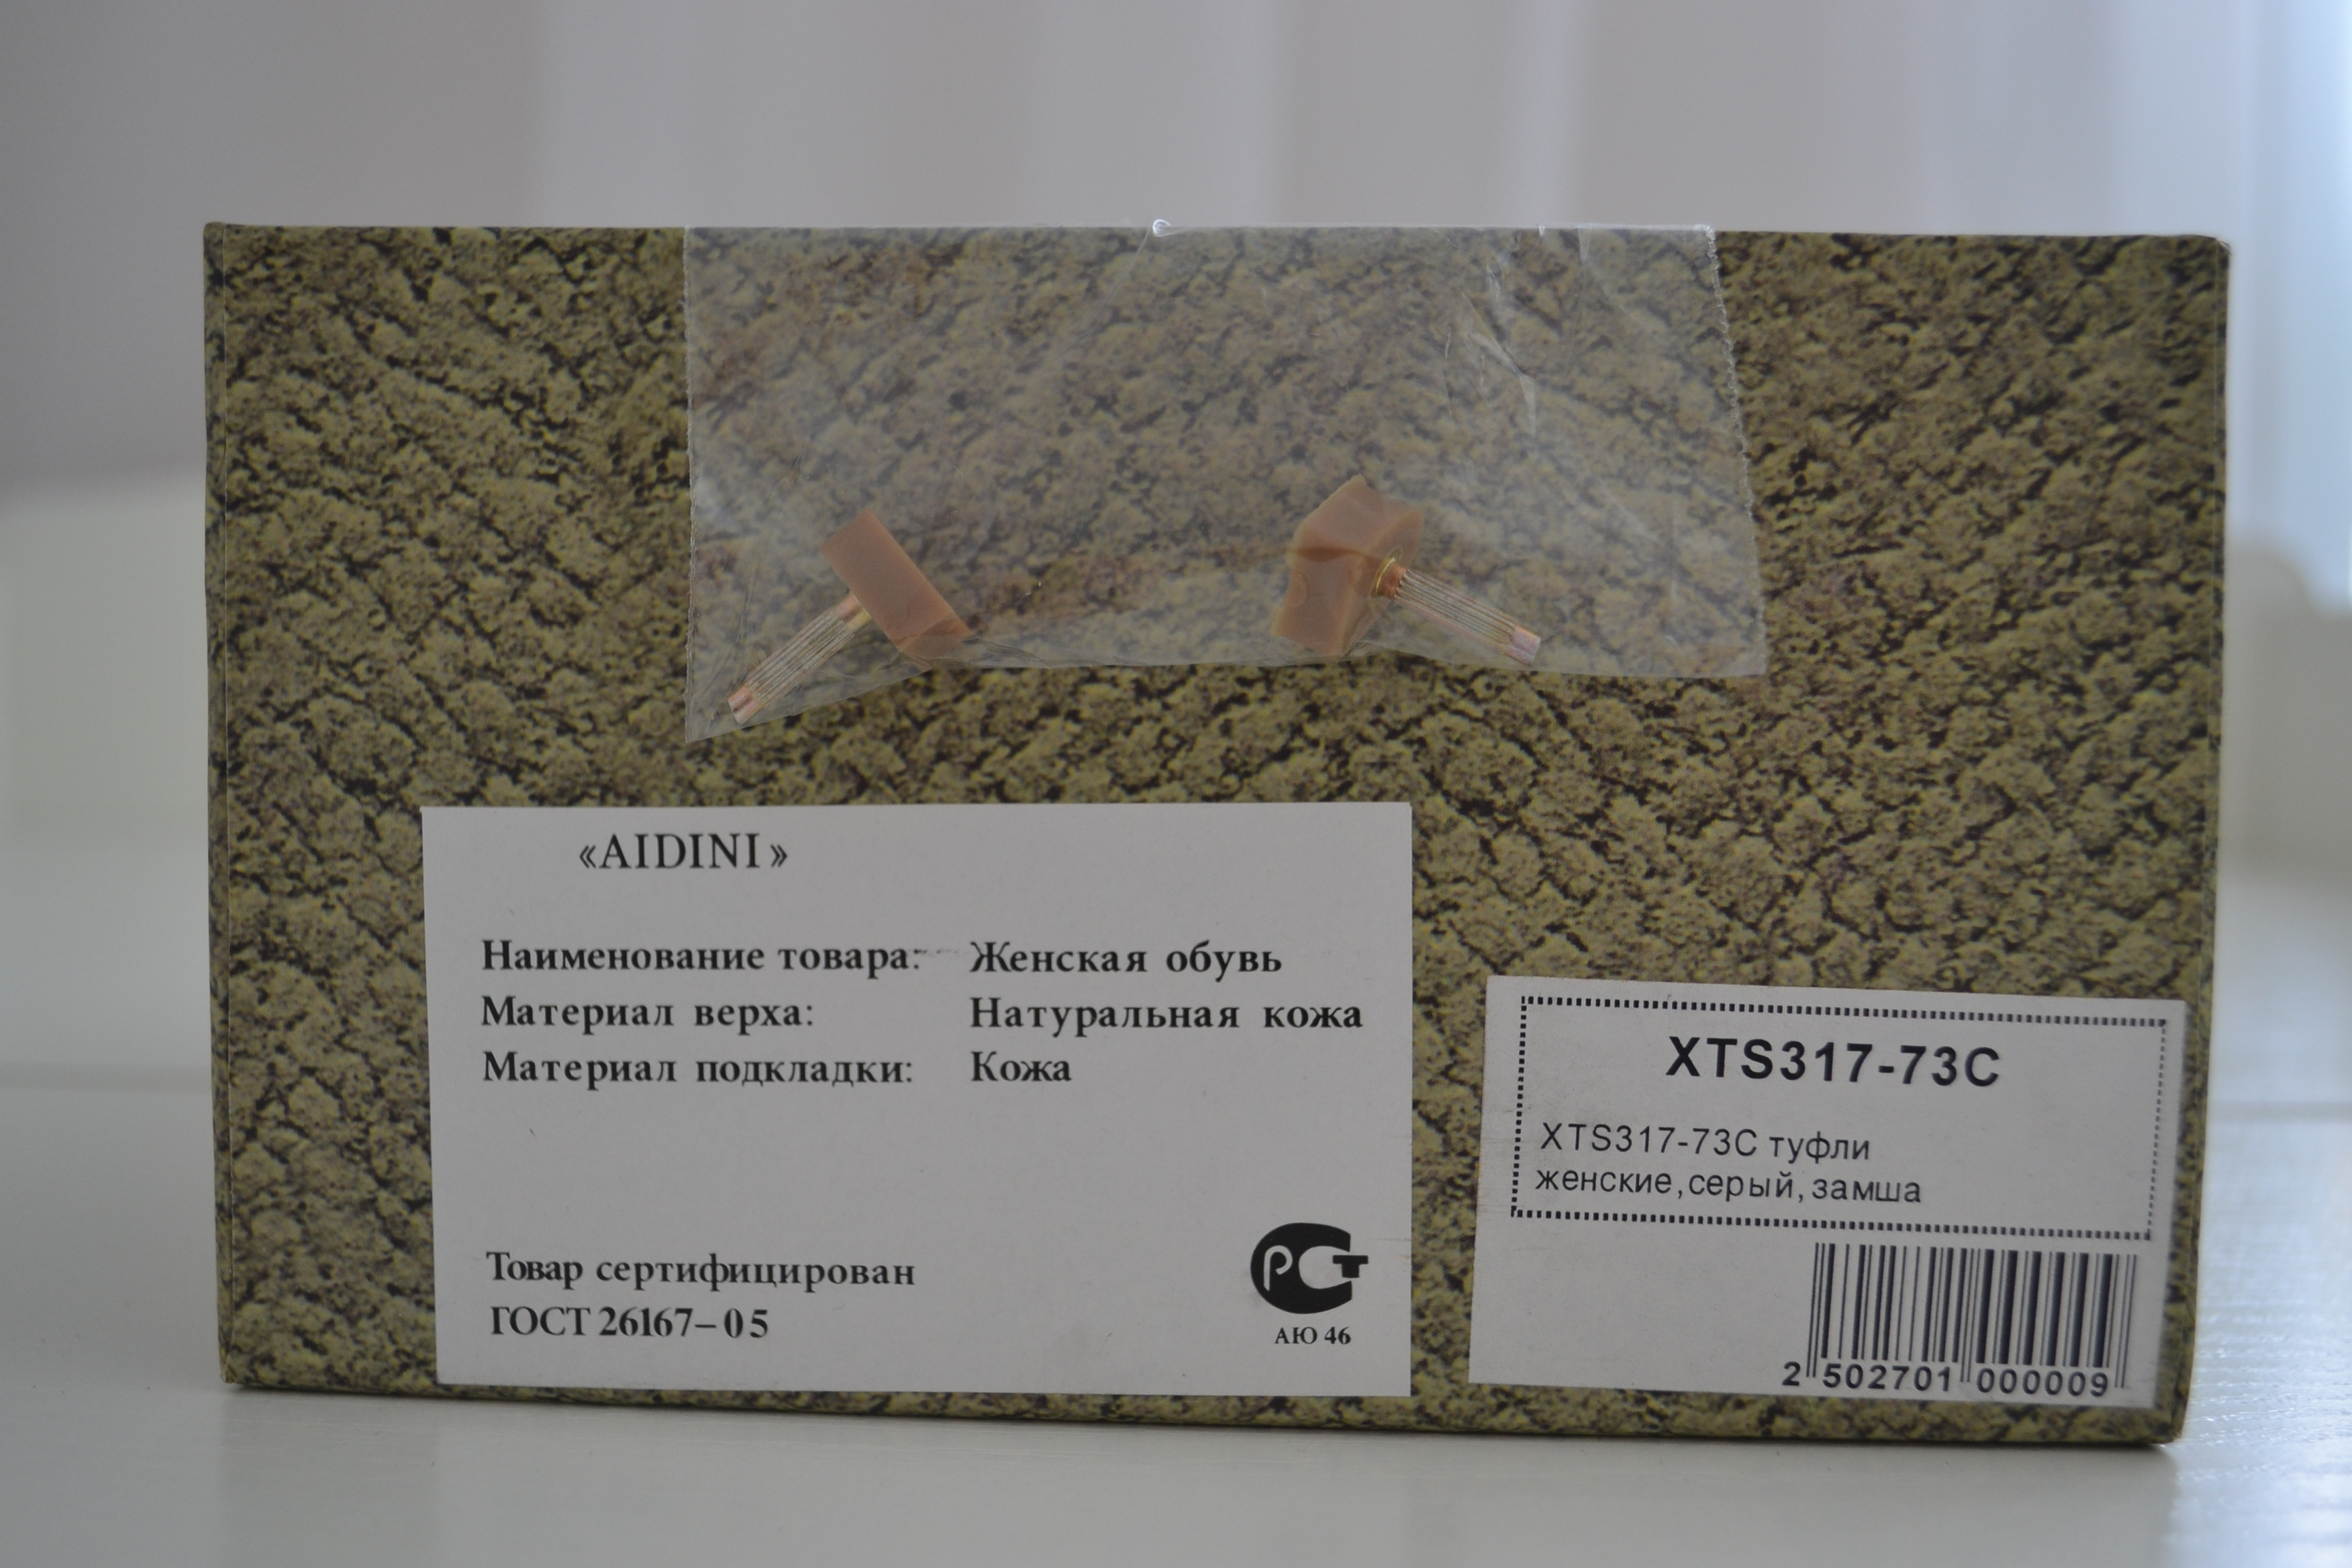 «AIDINI»
Наименование товара: Женская обувь
Материал верха: Натуральная кожа
Материал подкладки: Кожа
Товар сертифицирован
ГОСТ 26167–05
РСТ
АЮ 46
XTS317-73C
XTS317-73C туфли
женские,серый,замша
2 502701 000009